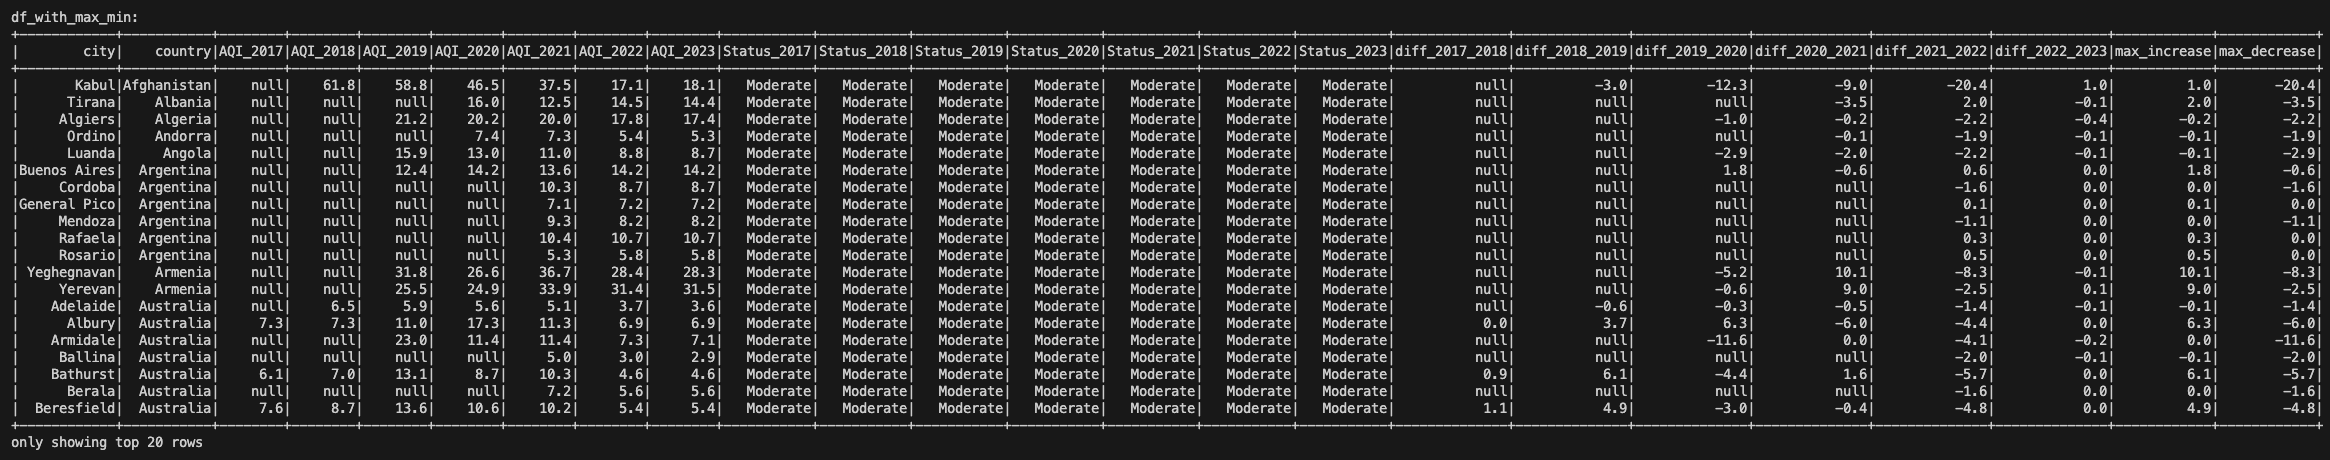 df_with_max_min:
+------------+-----------+--------+--------+--------+--------+--------+--------+--------+-----------+-----------+-----------+-----------+-----------+-----------+-----------+--------------+--------------+--------------+--------------+--------------+--------------+------------+------------+
|        city|    country|AQI_2017|AQI_2018|AQI_2019|AQI_2020|AQI_2021|AQI_2022|AQI_2023|Status_2017|Status_2018|Status_2019|Status_2020|Status_2021|Status_2022|Status_2023|diff_2017_2018|diff_2018_2019|diff_2019_2020|diff_2020_2021|diff_2021_2022|diff_2022_2023|max_increase|max_decrease|
+------------+-----------+--------+--------+--------+--------+--------+--------+--------+-----------+-----------+-----------+-----------+-----------+-----------+-----------+--------------+--------------+--------------+--------------+--------------+--------------+------------+------------+
|       Kabul|Afghanistan|    null|    61.8|    58.8|    46.5|    37.5|    17.1|    18.1|   Moderate|   Moderate|   Moderate|   Moderate|   Moderate|   Moderate|   Moderate|          null|          -3.0|         -12.3|          -9.0|         -20.4|           1.0|         1.0|       -20.4|
|      Tirana|    Albania|    null|    null|    null|    16.0|    12.5|    14.5|    14.4|   Moderate|   Moderate|   Moderate|   Moderate|   Moderate|   Moderate|   Moderate|          null|          null|          null|          -3.5|           2.0|          -0.1|         2.0|        -3.5|
|     Algiers|    Algeria|    null|    null|    21.2|    20.2|    20.0|    17.8|    17.4|   Moderate|   Moderate|   Moderate|   Moderate|   Moderate|   Moderate|   Moderate|          null|          null|          -1.0|          -0.2|          -2.2|          -0.4|        -0.2|        -2.2|
|      Ordino|    Andorra|    null|    null|    null|     7.4|     7.3|     5.4|     5.3|   Moderate|   Moderate|   Moderate|   Moderate|   Moderate|   Moderate|   Moderate|          null|          null|          null|          -0.1|          -1.9|          -0.1|        -0.1|        -1.9|
|      Luanda|     Angola|    null|    null|    15.9|    13.0|    11.0|     8.8|     8.7|   Moderate|   Moderate|   Moderate|   Moderate|   Moderate|   Moderate|   Moderate|          null|          null|          -2.9|          -2.0|          -2.2|          -0.1|        -0.1|        -2.9|
|Buenos Aires|  Argentina|    null|    null|    12.4|    14.2|    13.6|    14.2|    14.2|   Moderate|   Moderate|   Moderate|   Moderate|   Moderate|   Moderate|   Moderate|          null|          null|           1.8|          -0.6|           0.6|           0.0|         1.8|        -0.6|
|     Cordoba|  Argentina|    null|    null|    null|    null|    10.3|     8.7|     8.7|   Moderate|   Moderate|   Moderate|   Moderate|   Moderate|   Moderate|   Moderate|          null|          null|          null|          null|          -1.6|           0.0|         0.0|        -1.6|
|General Pico|  Argentina|    null|    null|    null|    null|     7.1|     7.2|     7.2|   Moderate|   Moderate|   Moderate|   Moderate|   Moderate|   Moderate|   Moderate|          null|          null|          null|          null|           0.1|           0.0|         0.1|         0.0|
|     Mendoza|  Argentina|    null|    null|    null|    null|     9.3|     8.2|     8.2|   Moderate|   Moderate|   Moderate|   Moderate|   Moderate|   Moderate|   Moderate|          null|          null|          null|          null|          -1.1|           0.0|         0.0|        -1.1|
|     Rafaela|  Argentina|    null|    null|    null|    null|    10.4|    10.7|    10.7|   Moderate|   Moderate|   Moderate|   Moderate|   Moderate|   Moderate|   Moderate|          null|          null|          null|          null|           0.3|           0.0|         0.3|         0.0|
|     Rosario|  Argentina|    null|    null|    null|    null|     5.3|     5.8|     5.8|   Moderate|   Moderate|   Moderate|   Moderate|   Moderate|   Moderate|   Moderate|          null|          null|          null|          null|           0.5|           0.0|         0.5|         0.0|
| Yeghegnavan|    Armenia|    null|    null|    31.8|    26.6|    36.7|    28.4|    28.3|   Moderate|   Moderate|   Moderate|   Moderate|   Moderate|   Moderate|   Moderate|          null|          null|          -5.2|          10.1|          -8.3|          -0.1|        10.1|        -8.3|
|     Yerevan|    Armenia|    null|    null|    25.5|    24.9|    33.9|    31.4|    31.5|   Moderate|   Moderate|   Moderate|   Moderate|   Moderate|   Moderate|   Moderate|          null|          null|          -0.6|           9.0|          -2.5|           0.1|         9.0|        -2.5|
|    Adelaide|  Australia|    null|     6.5|     5.9|     5.6|     5.1|     3.7|     3.6|   Moderate|   Moderate|   Moderate|   Moderate|   Moderate|   Moderate|   Moderate|          null|          -0.6|          -0.3|          -0.5|          -1.4|          -0.1|        -0.1|        -1.4|
|      Albury|  Australia|     7.3|     7.3|    11.0|    17.3|    11.3|     6.9|     6.9|   Moderate|   Moderate|   Moderate|   Moderate|   Moderate|   Moderate|   Moderate|           0.0|           3.7|           6.3|          -6.0|          -4.4|           0.0|         6.3|        -6.0|
|    Armidale|  Australia|    null|    null|    23.0|    11.4|    11.4|     7.3|     7.1|   Moderate|   Moderate|   Moderate|   Moderate|   Moderate|   Moderate|   Moderate|          null|          null|         -11.6|           0.0|          -4.1|          -0.2|         0.0|       -11.6|
|     Ballina|  Australia|    null|    null|    null|    null|     5.0|     3.0|     2.9|   Moderate|   Moderate|   Moderate|   Moderate|   Moderate|   Moderate|   Moderate|          null|          null|          null|          null|          -2.0|          -0.1|        -0.1|        -2.0|
|    Bathurst|  Australia|     6.1|     7.0|    13.1|     8.7|    10.3|     4.6|     4.6|   Moderate|   Moderate|   Moderate|   Moderate|   Moderate|   Moderate|   Moderate|           0.9|           6.1|          -4.4|           1.6|          -5.7|           0.0|         6.1|        -5.7|
|      Berala|  Australia|    null|    null|    null|    null|     7.2|     5.6|     5.6|   Moderate|   Moderate|   Moderate|   Moderate|   Moderate|   Moderate|   Moderate|          null|          null|          null|          null|          -1.6|           0.0|         0.0|        -1.6|
|  Beresfield|  Australia|     7.6|     8.7|    13.6|    10.6|    10.2|     5.4|     5.4|   Moderate|   Moderate|   Moderate|   Moderate|   Moderate|   Moderate|   Moderate|           1.1|           4.9|          -3.0|          -0.4|          -4.8|           0.0|         4.9|        -4.8|
+------------+-----------+--------+--------+--------+--------+--------+--------+--------+-----------+-----------+-----------+-----------+-----------+-----------+-----------+--------------+--------------+--------------+--------------+--------------+--------------+------------+------------+
only showing top 20 rows